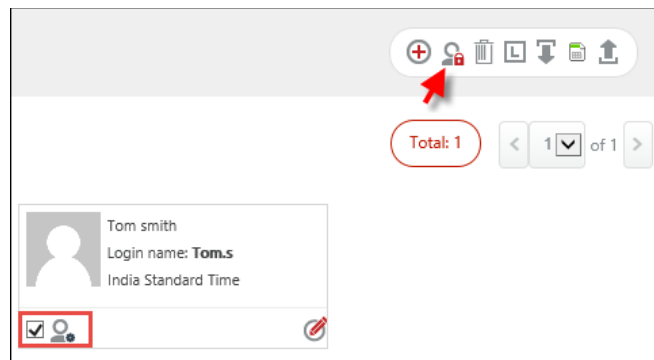 L
Total: 1
< 1 of 1 >
Tom smith
Login name: Tom.s
India Standard Time